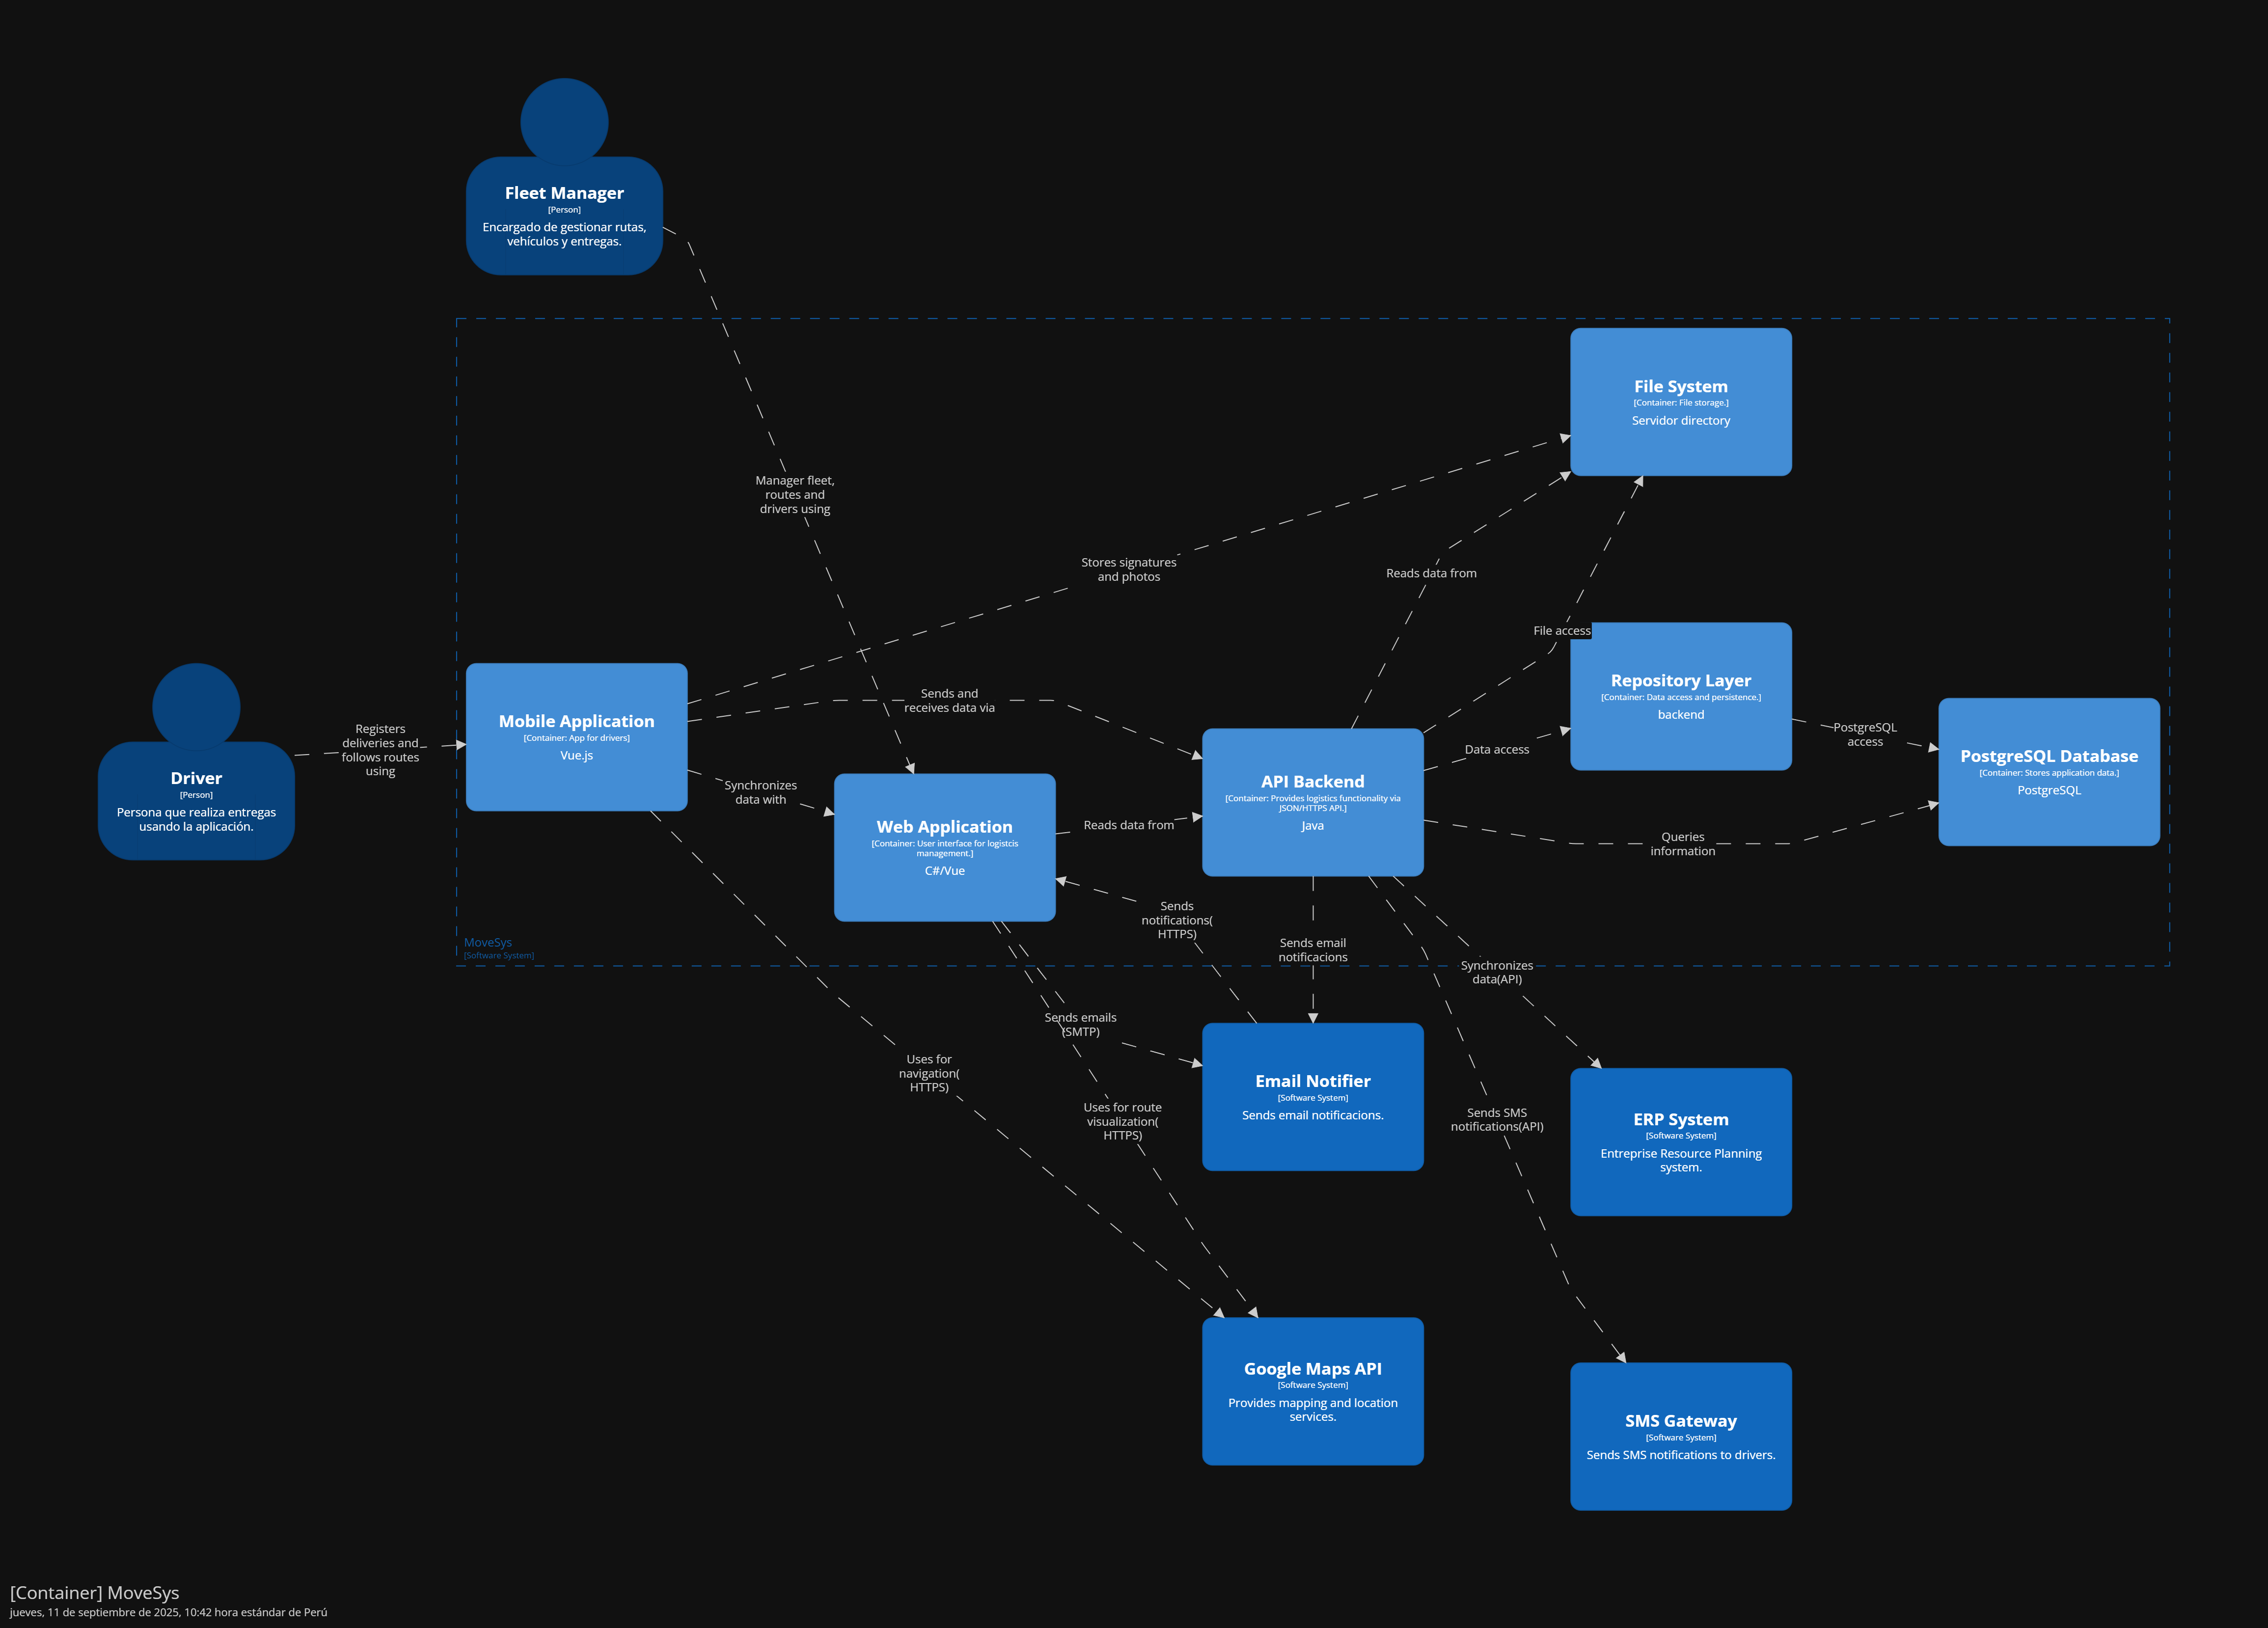 Fleet Manager
[Person]
Encargado de gestionar rutas,
vehículos y entregas.
Manager fleet,
routes and
drivers using
File System
[Container: File storage.]
Servidor directory
Stores signatures
and photos
Reads data from
File access
Driver
[Person]
Persona que realiza entregas
usando la aplicación.
Registers
deliveries and
follows routes
using
Mobile Application
[Container: App for drivers]
Vue.js
Sends and
receives data via
Synchronizes
data with
Web Application
[Container: User interface for logistcis
management.]
C#/Vue
Reads data from
API Backend
[Container: Provides logistics functionality via
JSON/HTTPS API.]
Java
Data access
Repository Layer
[Container: Data access and persistence.]
backend
PostgreSQL
access
Queries
information
PostgreSQL Database
[Container: Stores application data.]
PostgreSQL
MoveSys
[Software System]
Sends
notifications(
HTTPS)
Sends email
notificacions
Synchronizes
data(API)
Sends emails
(SMTP)
Uses for
navigation(
HTTPS)
Uses for route
visualization(
HTTPS)
Sends SMS
notifications(API)
Email Notifier
[Software System]
Sends email notificacions.
ERP System
[Software System]
Entreprise Resource Planning
system.
Google Maps API
[Software System]
Provides mapping and location
services.
SMS Gateway
[Software System]
Sends SMS notifications to drivers.
[Container] MoveSys
jueves, 11 de septiembre de 2025, 10:42 hora estándar de Perú